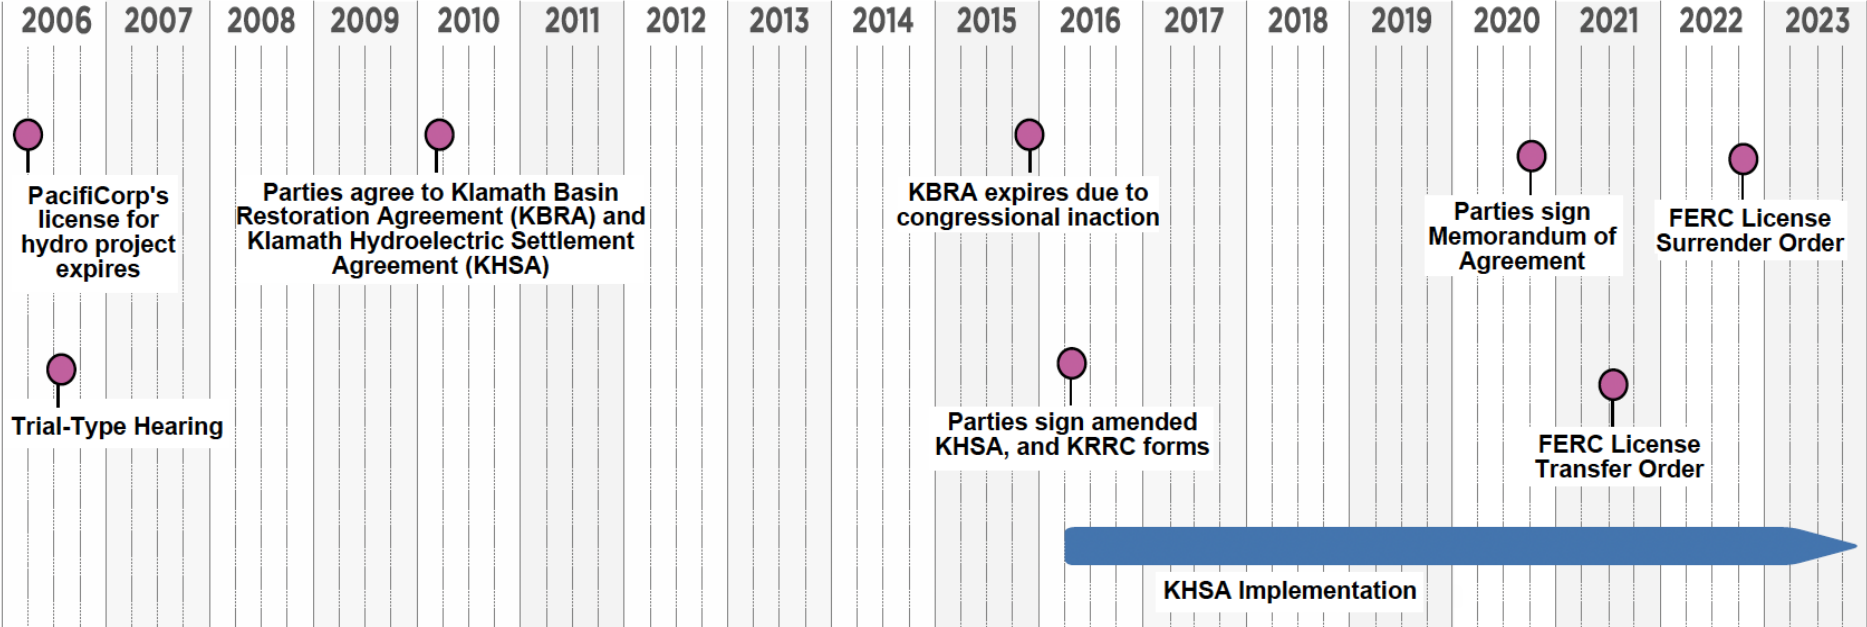 2006 2007 2008 2009 2010 2011 2012 2013 2014 2015 2016 2017 2018 2019 2020 2021 2022 2023
PacifiCorp's
license for
hydro project
expires
Parties agree to Klamath Basin
Restoration Agreement (KBRA) and
Klamath Hydroelectric Settlement
Agreement (KHSA)
KBRA expires due to
congressional inaction
Parties sign
Memorandum of
Agreement
FERC License
Surrender Order
Trial-Type Hearing
Parties sign amended
KHSA, and KRRC forms
FERC License
Transfer Order
KHSA Implementation